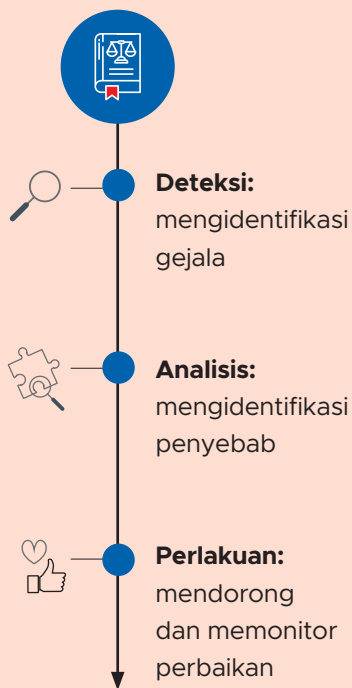 Deteksi:
mengidentifikasi
gejala
Analisis:
mengidentifikasi
penyebab
Perlakuan:
mendorong
dan memonitor
perbaikan